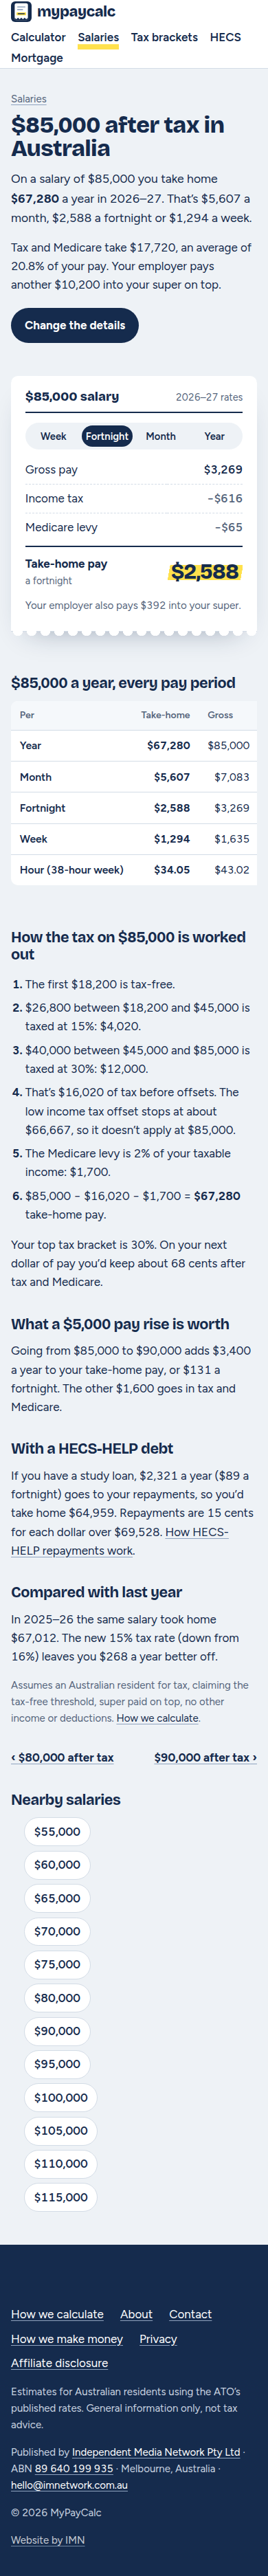 mypaycalc
Calculator Salaries Tax brackets HECS
Mortgage
Salaries
$85,000 after tax in
Australia
On a salary of $85,000 you take home
$67,280 a year in 2026–27. That's $5,607 a
month, $2,588 a fortnight or $1,294 a week.
Tax and Medicare take $17,720, an average of
20.8% of your pay. Your employer pays
another $10,200 into your super on top.
Change the details
$85,000 salary 2026–27 rates
Week Fortnight Month Year
Gross pay $3,269
Income tax −$616
Medicare levy −$65
Take-home pay
a fortnight
$2,588
Your employer also pays $392 into your super.
$85,000 a year, every pay period
Per Take-home Gross
Year $67,280 $85,000
Month $5,607 $7,083
Fortnight $2,588 $3,269
Week $1,294 $1,635
Hour (38-hour week) $34.05 $43.02
How the tax on $85,000 is worked
out
1. The first $18,200 is tax-free.
2. $26,800 between $18,200 and $45,000 is
taxed at 15%: $4,020.
3. $40,000 between $45,000 and $85,000 is
taxed at 30%: $12,000.
4. That's $16,020 of tax before offsets. The
low income tax offset stops at about
$66,667, so it doesn't apply at $85,000.
5. The Medicare levy is 2% of your taxable
income: $1,700.
6. $85,000 − $16,020 − $1,700 = $67,280
take-home pay.
Your top tax bracket is 30%. On your next
dollar of pay you'd keep about 68 cents after
tax and Medicare.
What a $5,000 pay rise is worth
Going from $85,000 to $90,000 adds $3,400
a year to your take-home pay, or $131 a
fortnight. The other $1,600 goes in tax and
Medicare.
With a HECS-HELP debt
If you have a study loan, $2,321 a year ($89 a
fortnight) goes to your repayments, so you'd
take home $64,959. Repayments are 15 cents
for each dollar over $69,528. How HECS-
HELP repayments work.
Compared with last year
In 2025–26 the same salary took home
$67,012. The new 15% tax rate (down from
16%) leaves you $268 a year better off.
Assumes an Australian resident for tax, claiming the
tax-free threshold, super paid on top, no other
income or deductions. How we calculate.
‹ $80,000 after tax $90,000 after tax ›
Nearby salaries
$55,000
$60,000
$65,000
$70,000
$75,000
$80,000
$90,000
$95,000
$100,000
$105,000
$110,000
$115,000
How we calculate About Contact
How we make money Privacy
Affiliate disclosure
Estimates for Australian residents using the ATO's
published rates. General information only, not tax
advice.
Published by Independent Media Network Pty Ltd ·
ABN 89 640 199 935 · Melbourne, Australia ·
hello@imnetwork.com.au
© 2026 MyPayCalc
Website by IMN